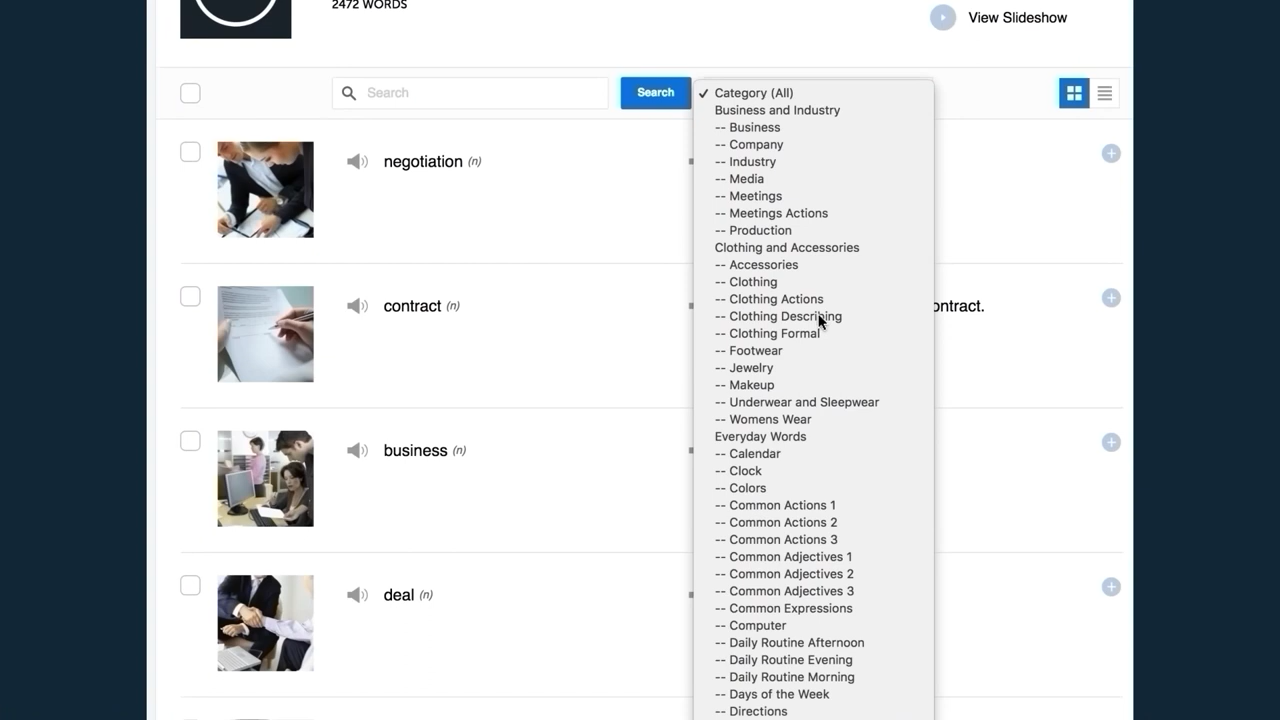 2472 WORDS
View Slideshow
Search
Search
✓ Category (All)
Business and Industry
-- Business
-- Company
-- Industry
-- Media
-- Meetings
-- Meetings Actions
-- Production
Clothing and Accessories
-- Accessories
-- Clothing
-- Clothing Actions
-- Clothing Describing
-- Clothing Formal
-- Footwear
-- Jewelry
-- Makeup
-- Underwear and Sleepwear
-- Womens Wear
Everyday Words
-- Calendar
-- Clock
-- Colors
-- Common Actions 1
-- Common Actions 2
-- Common Actions 3
-- Common Adjectives 1
-- Common Adjectives 2
-- Common Adjectives 3
-- Common Expressions
-- Computer
-- Daily Routine Afternoon
-- Daily Routine Evening
-- Daily Routine Morning
-- Days of the Week
-- Directions
negotiation (n)
contract (n)
ontract.
business (n)
deal (n)